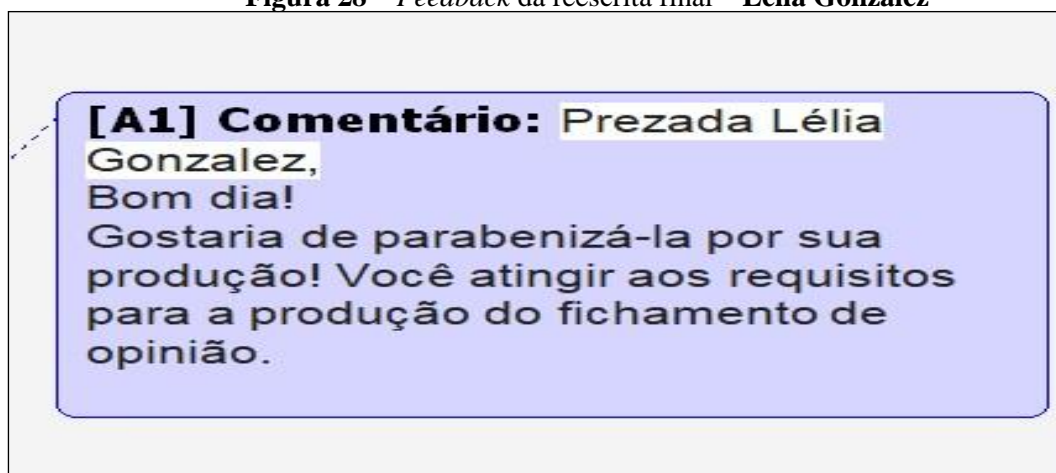 Figura 28 – Feedback da reescrita final – Lélia Gonzalez
[A1] Comentário: Prezada Lélia
Gonzalez,
Bom dia!
Gostaria de parabenizá-la por sua
produção! Você atingir aos requisitos
para a produção do fichamento de
opinião.